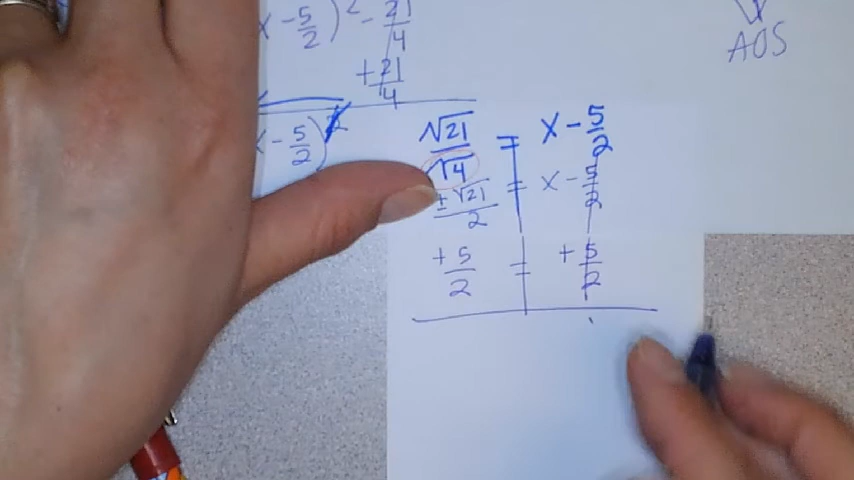 x - 5/2)² - 21/4
+ 21/4
x - 5/2)²
√21/√4 = x - 5/2
± √21/2 = x - 5/2
+ 5/2 = + 5/2
AOS